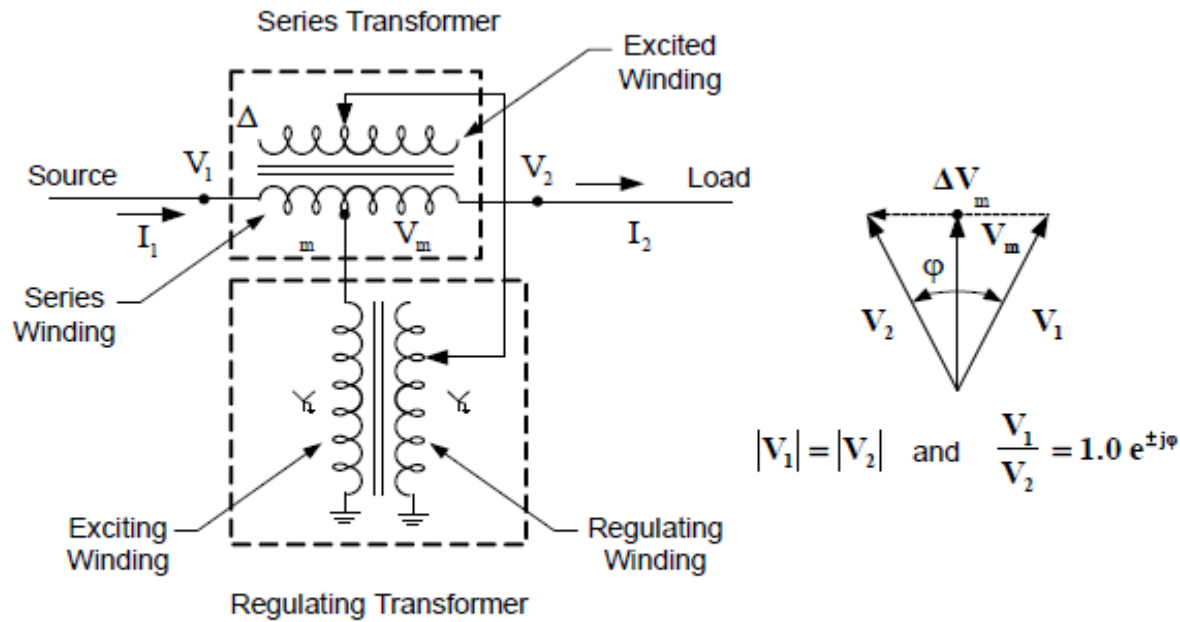 Series Transformer
Excited
Winding
Δ
Source
V₁
V₂
Load
I₁
m
Vₘ
I₂
Series
Winding
Exciting
Winding
Regulating
Winding
Regulating Transformer
ΔV
m
Vₘ
φ
V₂
V₁
|V₁| = |V₂| and V₁/V₂ = 1.0 e^±jφ